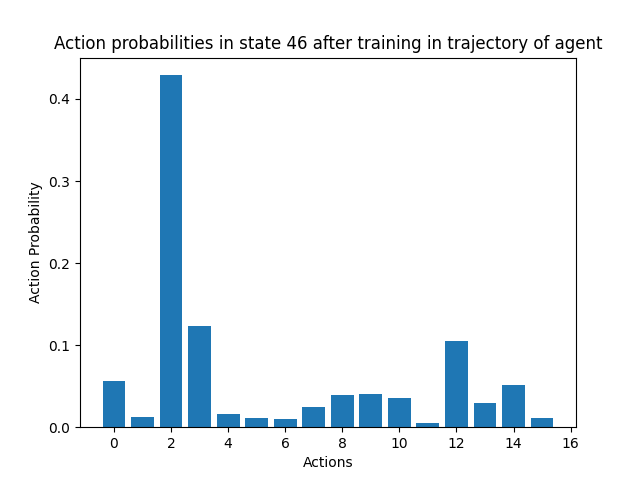 Action probabilities in state 46 after training in trajectory of agent
Action Probability
0.4
0.3
0.2
0.1
0.0
0 2 4 6 8 10 12 14 16
Actions